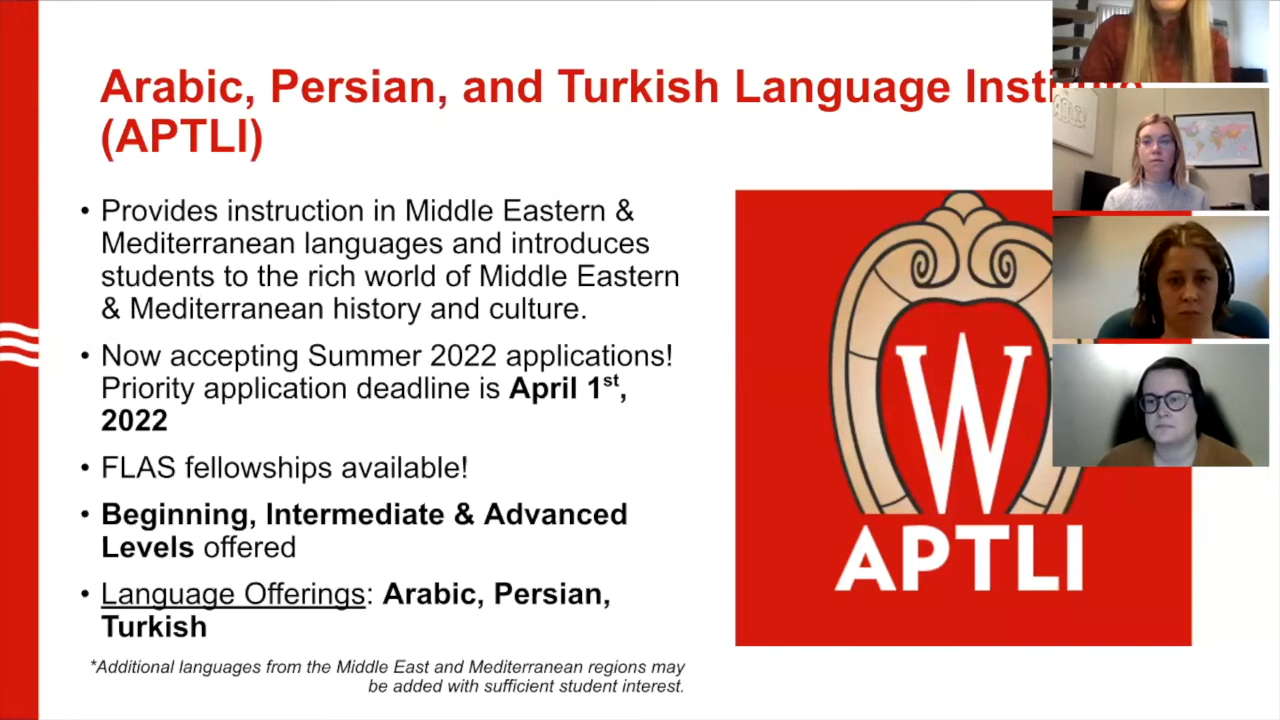 Arabic, Persian, and Turkish Language
(APTLI)
• Provides instruction in Middle Eastern &
Mediterranean languages and introduces
students to the rich world of Middle Eastern
& Mediterranean history and culture.
• Now accepting Summer 2022 applications!
Priority application deadline is April 1st,
2022
• FLAS fellowships available!
• Beginning, Intermediate & Advanced
Levels offered
• Language Offerings: Arabic, Persian,
Turkish
*Additional languages from the Middle East and Mediterranean regions may
be added with sufficient student interest.
W
APTLI